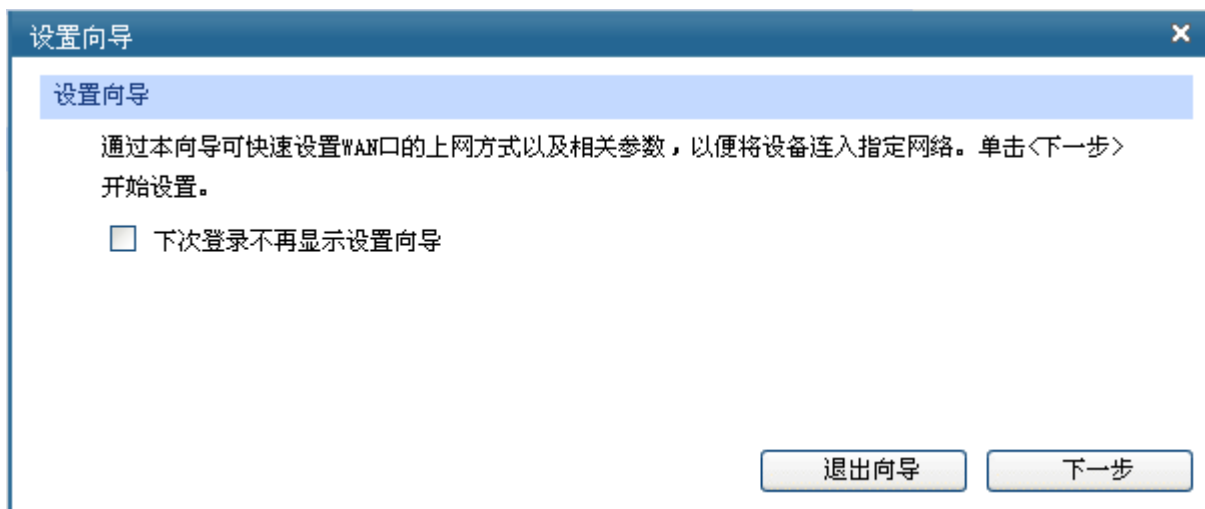 设置向导
设置向导
通过本向导可快速设置WAN口的上网方式以及相关参数，以便将设备连入指定网络。单击<下一步>
开始设置。
下次登录不再显示设置向导
退出向导 下一步